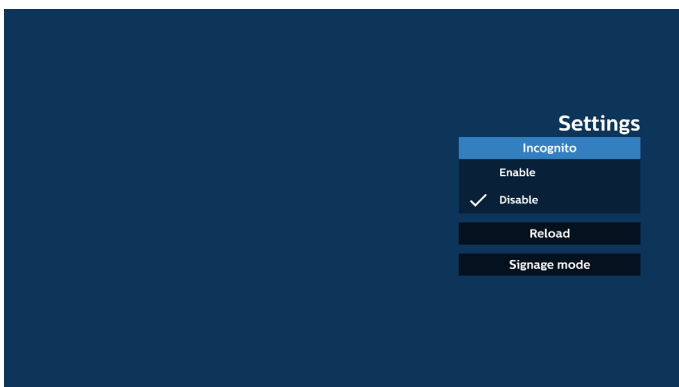 Settings
Incognito
Enable
Disable
Reload
Signage mode